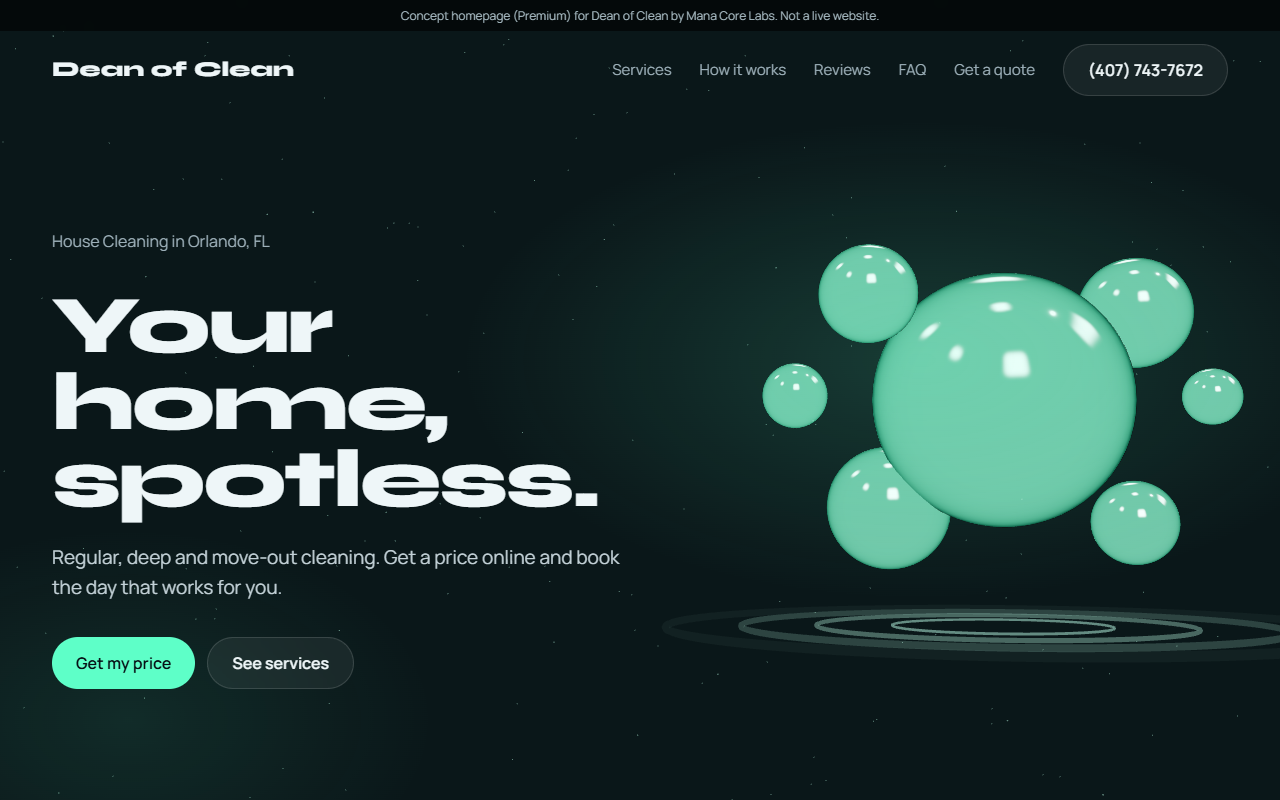 Concept homepage (Premium) for Dean of Clean by Mana Core Labs. Not a live website.
Dean of Clean
Services
How it works
Reviews
FAQ
Get a quote
(407) 743-7672
House Cleaning in Orlando, FL
Your
home,
spotless.
Regular, deep and move-out cleaning. Get a price online and book
the day that works for you.
Get my price
See services